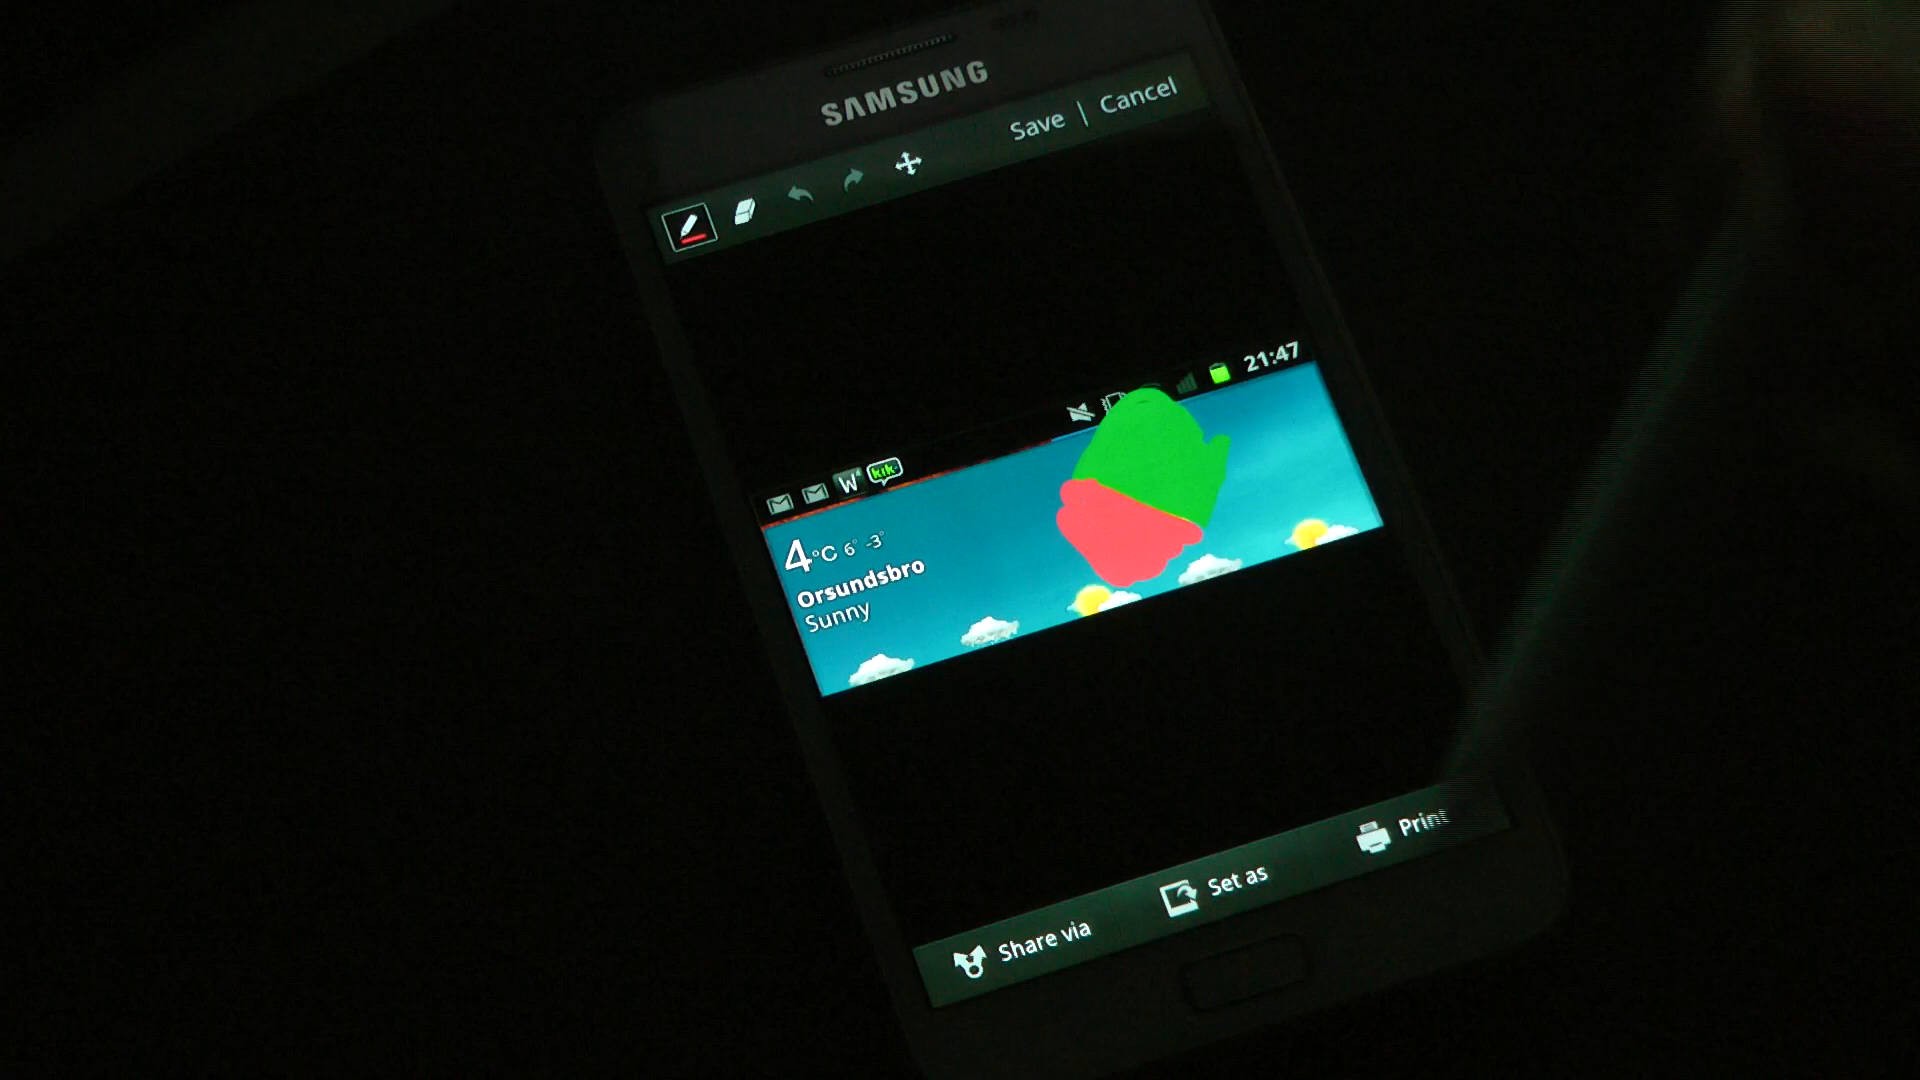 SAMSUNG
Save | Cancel
21:47
W
kik
4°C 6° -3°
Orsundsbro
Sunny
Share via
Set as
Print